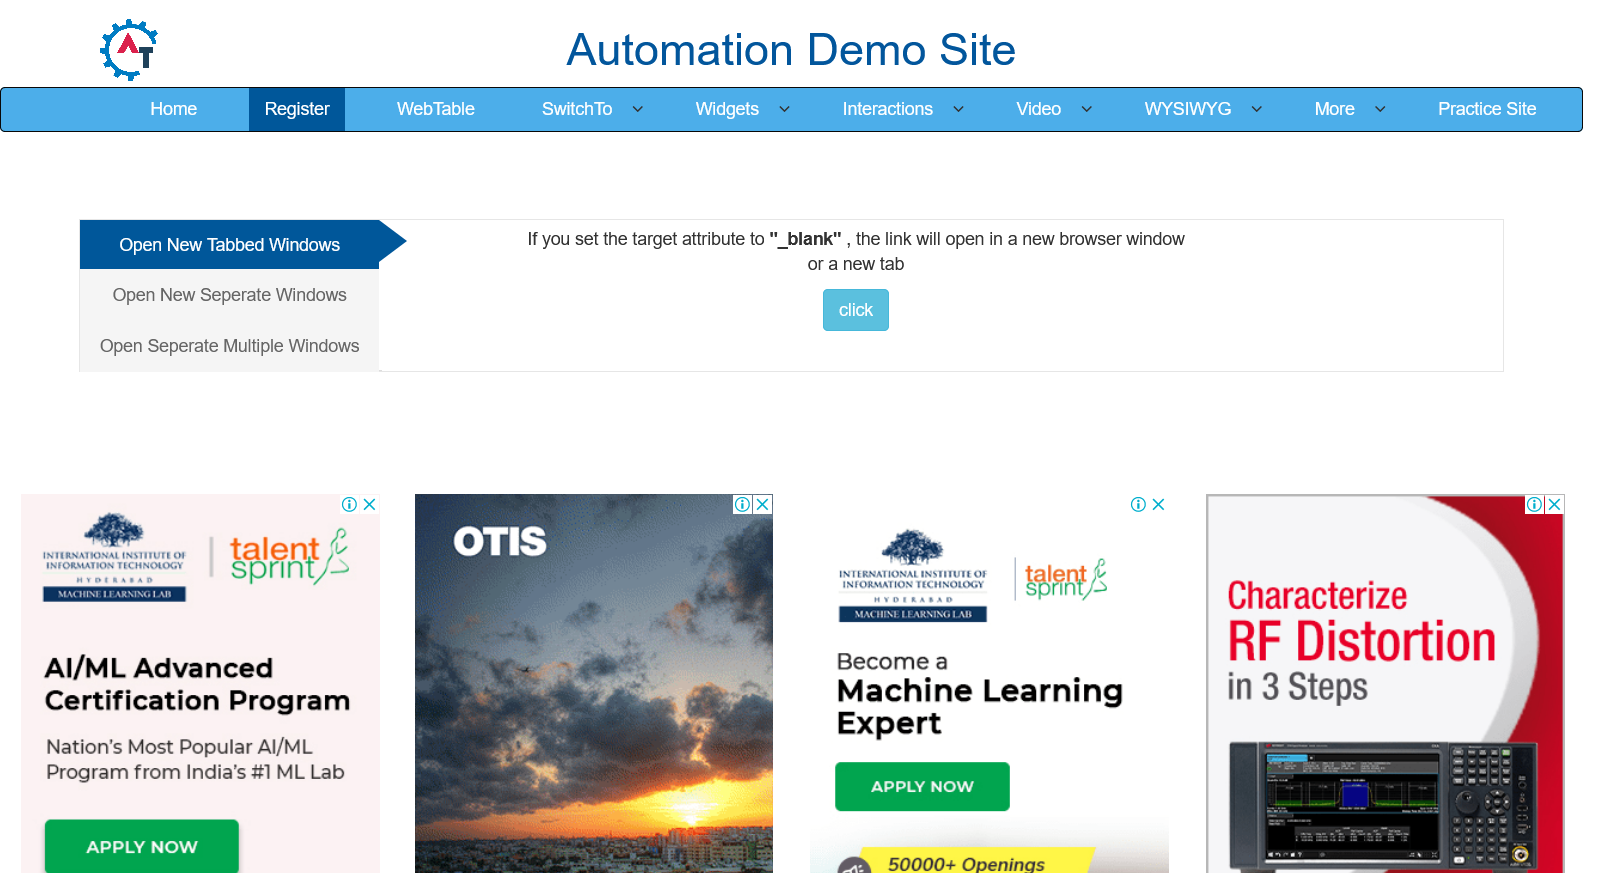 AT
Automation Demo Site
Home Register WebTable SwitchTo Widgets Interactions Video WYSIWYG More Practice Site
Open New Tabbed Windows
Open New Seperate Windows
Open Seperate Multiple Windows
If you set the target attribute to "_blank" , the link will open in a new browser window
or a new tab
click
INTERNATIONAL INSTITUTE OF
INFORMATION TECHNOLOGY
HYDERABAD
MACHINE LEARNING LAB
talent
sprint
AI/ML Advanced
Certification Program
Nation's Most Popular AI/ML
Program from India's #1 ML Lab
APPLY NOW
OTIS
INTERNATIONAL INSTITUTE OF
INFORMATION TECHNOLOGY
HYDERABAD
MACHINE LEARNING LAB
talent
sprint
Become a
Machine Learning
Expert
APPLY NOW
50000+ Openings
Characterize
RF Distortion
in 3 Steps